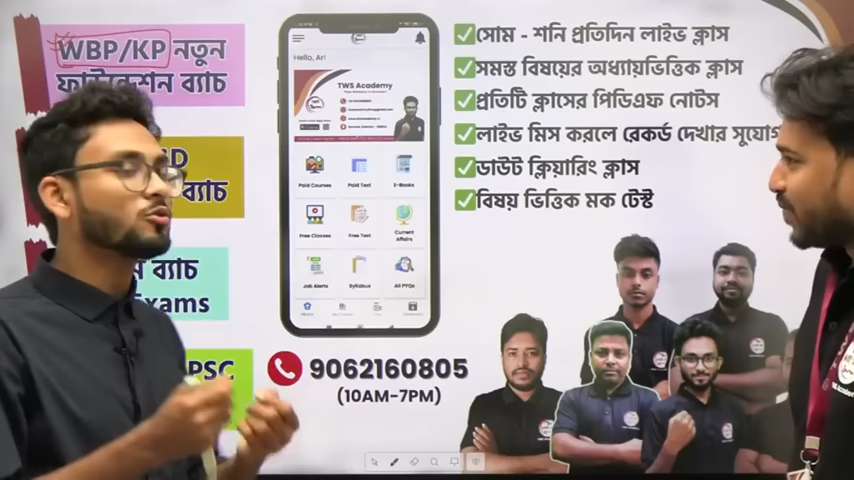 WBP/KP নতুন
ফাউন্ডেশন ব্যাচ
ব্যাচ
ব্যাচ
Exams
PSC
Hello, Ar!
TWS Academy
Paid Courses
Paid Test
E-Books
Free Classes
Free Test
Current Affairs
Job Alerts
Syllabus
All PYQs
9062160805
(10AM-7PM)
সোম - শনি প্রতিদিন লাইভ ক্লাস
সমস্ত বিষয়ের অধ্যায়ভিত্তিক ক্লাস
প্রতিটি ক্লাসের পিডিএফ নোটস
লাইভ মিস করলে রেকর্ড দেখার সুযোগ
ডাউট ক্লিয়ারিং ক্লাস
বিষয় ভিত্তিক মক টেস্ট